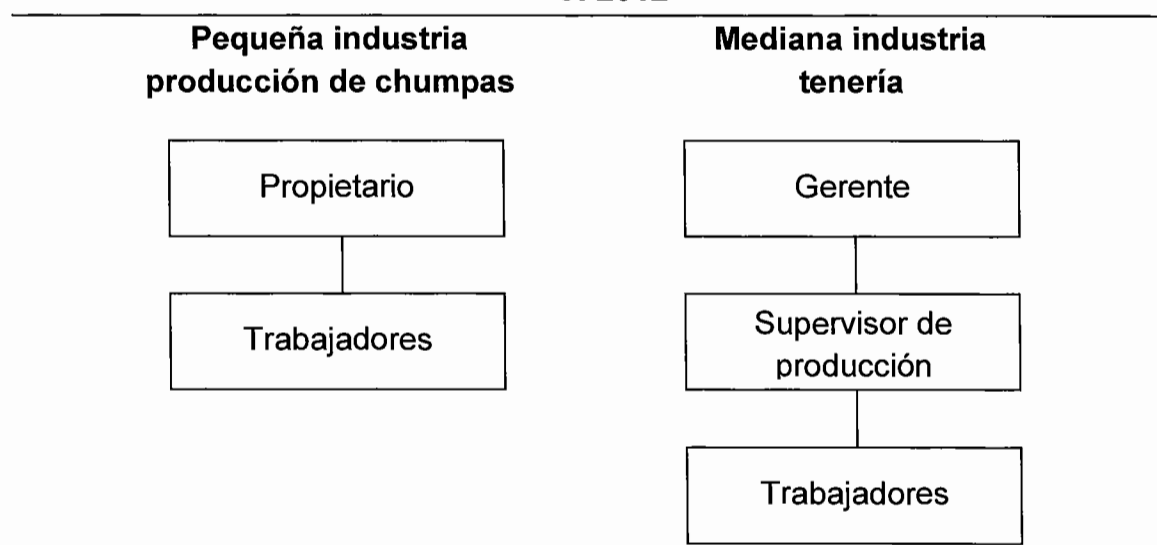 Pequeña industria
producción de chumpas
Propietario
Trabajadores
Mediana industria
tenería
Gerente
Supervisor de
producción
Trabajadores